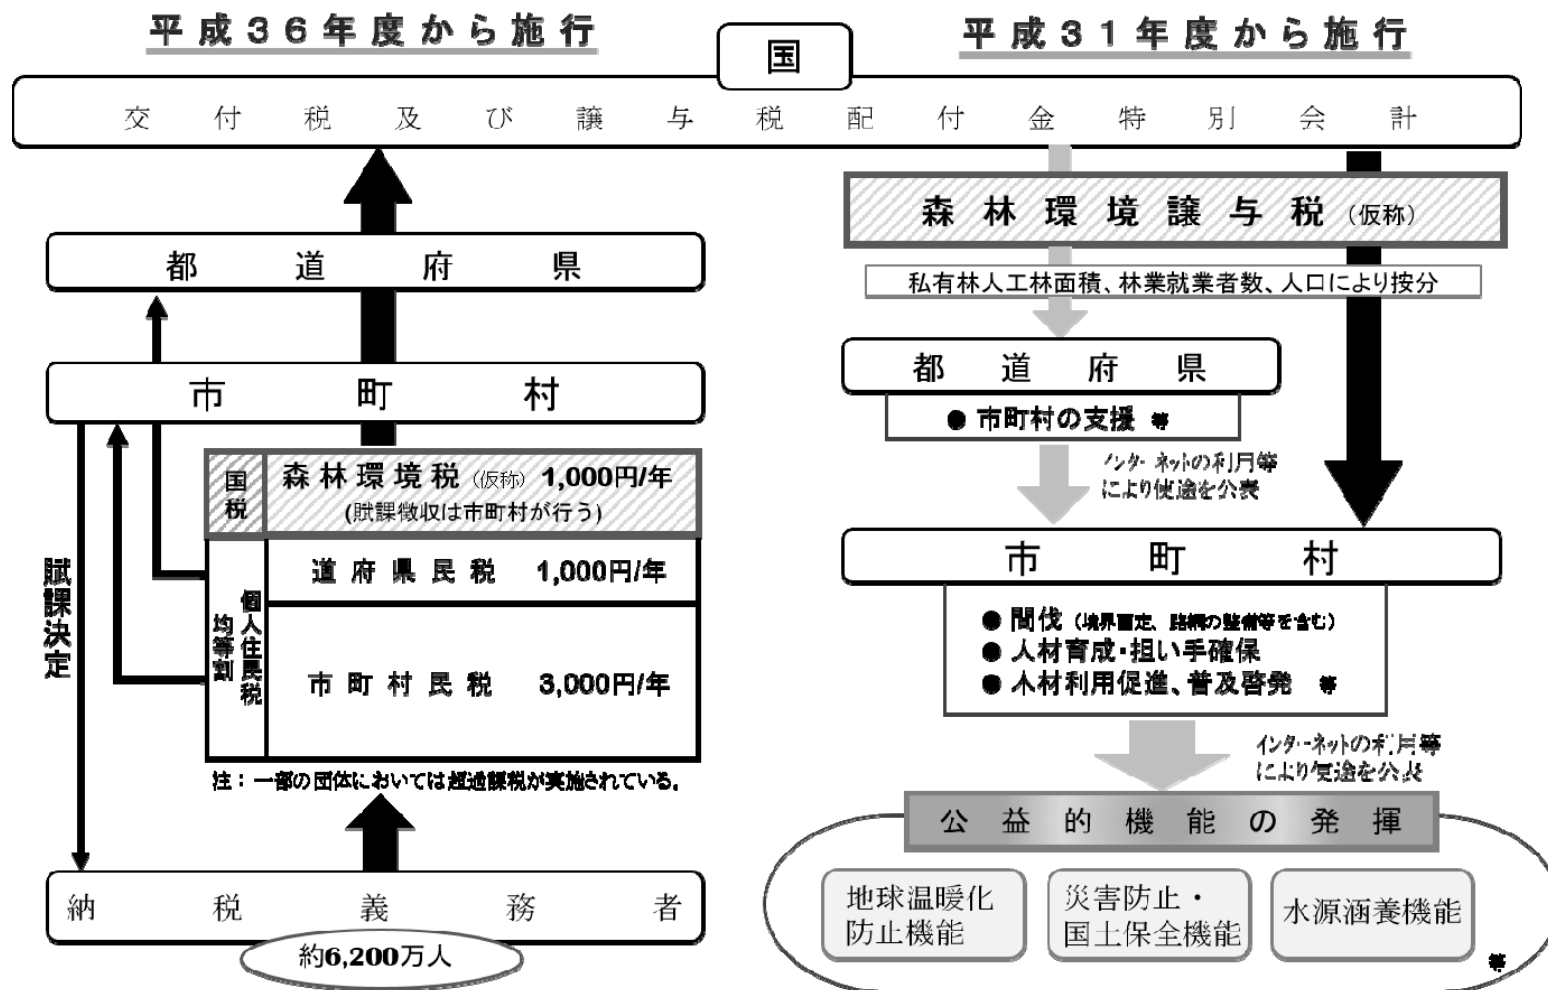 平成36年度から施行
国
平成31年度から施行
交付税及び譲与税配付金特別会計
都道府県
市町村
国税
森林環境税(仮称) 1,000円/年
(賦課徴収は市町村が行う)
賦課決定
個人住民税
均等割
道府県民税 1,000円/年
市町村民税 3,000円/年
注：一部の団体においては超過課税が実施されている。
納税義務者
約6,200万人
森林環境譲与税(仮称)
私有林人工林面積、林業就業者数、人口により按分
都道府県
●市町村の支援 等
インターネットの利用等
により使途を公表
市町村
●間伐(境界画定、路網の整備等を含む)
●人材育成・担い手確保
●木材利用促進、普及啓発 等
インターネットの利用等
により使途を公表
公益的機能の発揮
地球温暖化
防止機能
災害防止・
国土保全機能
水源涵養機能
等